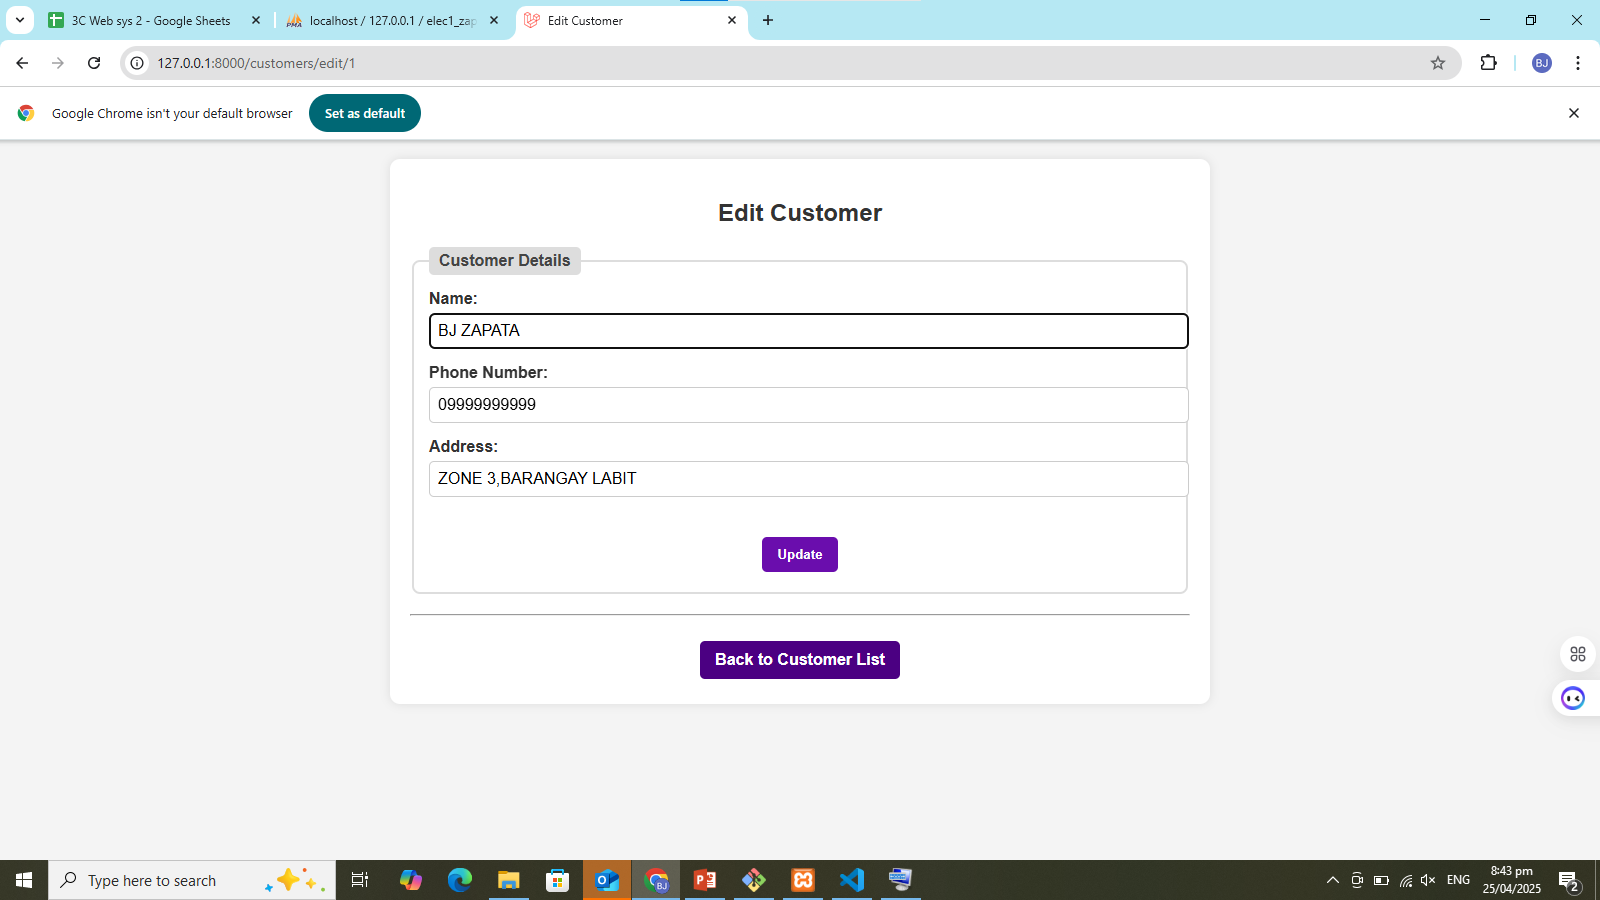 3C Web sys 2 - Google Sheets
localhost / 127.0.0.1 / elec1_zap
Edit Customer
127.0.0.1:8000/customers/edit/1
BJ
Google Chrome isn't your default browser
Set as default
Edit Customer
Customer Details
Name:
BJ ZAPATA
Phone Number:
09999999999
Address:
ZONE 3,BARANGAY LABIT
Update
Back to Customer List
Type here to search
ENG
8:43 pm
25/04/2025
2